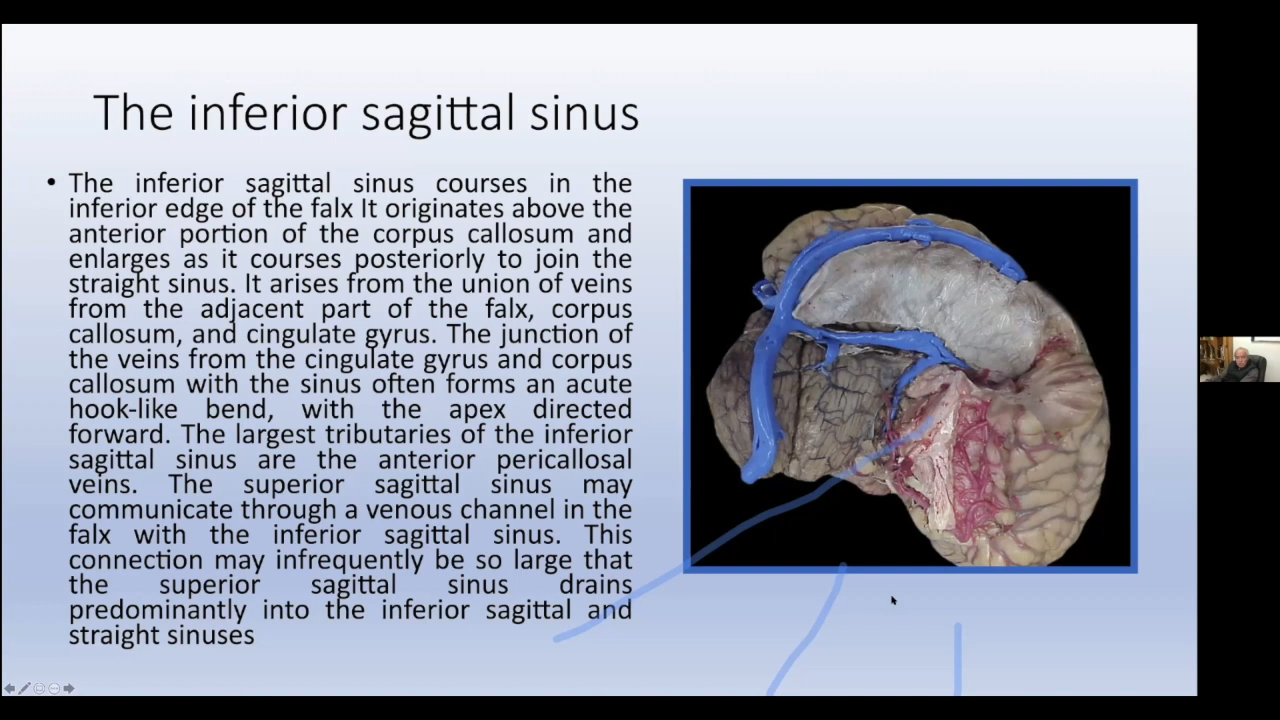 The inferior sagittal sinus
• The inferior sagittal sinus courses in the
inferior edge of the falx It originates above the
anterior portion of the corpus callosum and
enlarges as it courses posteriorly to join the
straight sinus. It arises from the union of veins
from the adjacent part of the falx, corpus
callosum, and cingulate gyrus. The junction of
the veins from the cingulate gyrus and corpus
callosum with the sinus often forms an acute
hook-like bend, with the apex directed
forward. The largest tributaries of the inferior
sagittal sinus are the anterior pericallosal
veins. The superior sagittal sinus may
communicate through a venous channel in the
falx with the inferior sagittal sinus. This
connection may infrequently be so large that
the superior sagittal sinus drains
predominantly into the inferior sagittal and
straight sinuses